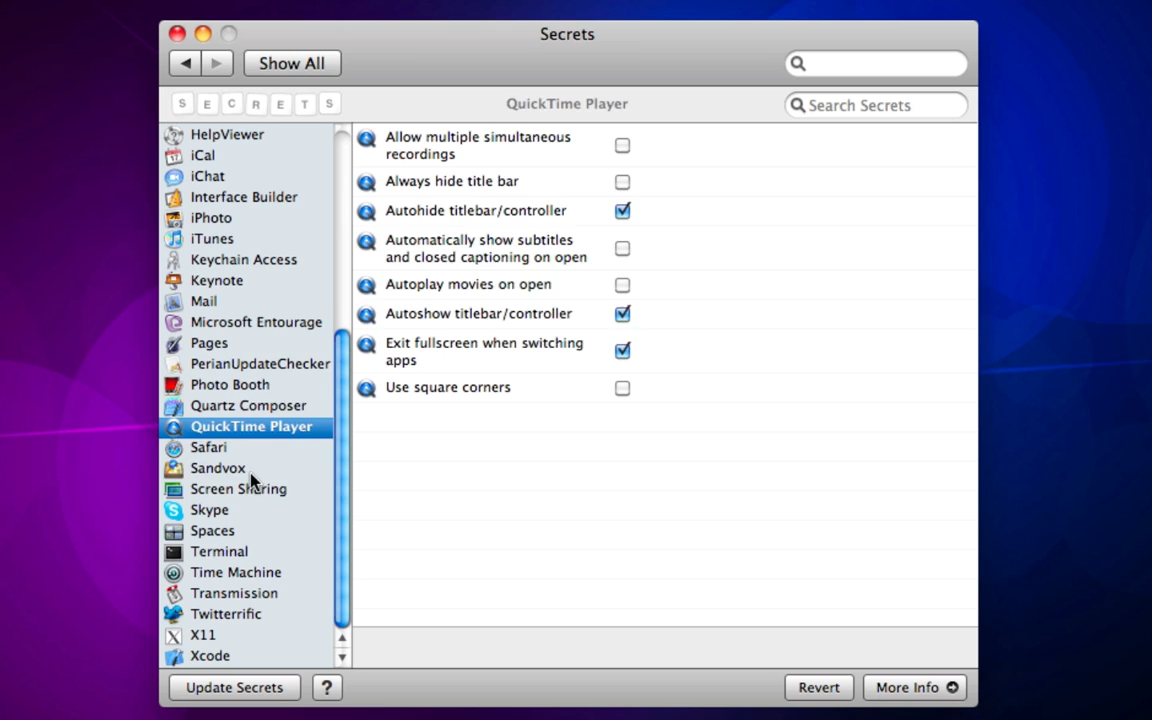 Secrets
Show All
S E C R E T S
QuickTime Player
Search Secrets
HelpViewer
iCal
iChat
Interface Builder
iPhoto
iTunes
Keychain Access
Keynote
Mail
Microsoft Entourage
Pages
PerianUpdateChecker
Photo Booth
Quartz Composer
QuickTime Player
Safari
Sandvox
Screen Sharing
Skype
Spaces
Terminal
Time Machine
Transmission
Twitterrific
X11
Xcode
Allow multiple simultaneous
recordings
Always hide title bar
Autohide titlebar/controller
Automatically show subtitles
and closed captioning on open
Autoplay movies on open
Autoshow titlebar/controller
Exit fullscreen when switching
apps
Use square corners
Update Secrets
?
Revert
More Info